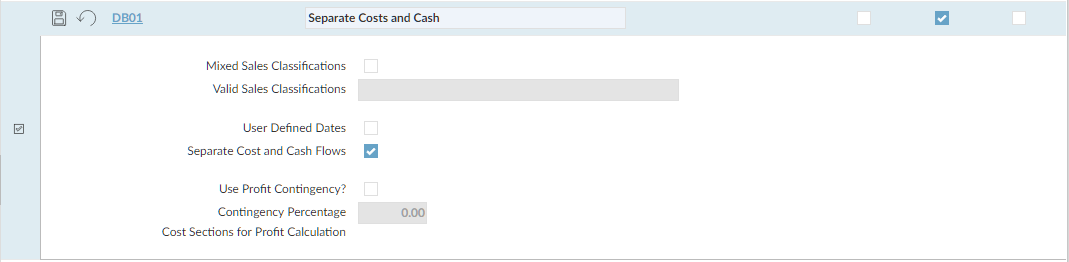 DB01 Separate Costs and Cash
Mixed Sales Classifications
Valid Sales Classifications
User Defined Dates
Separate Cost and Cash Flows
Use Profit Contingency?
Contingency Percentage 0.00
Cost Sections for Profit Calculation